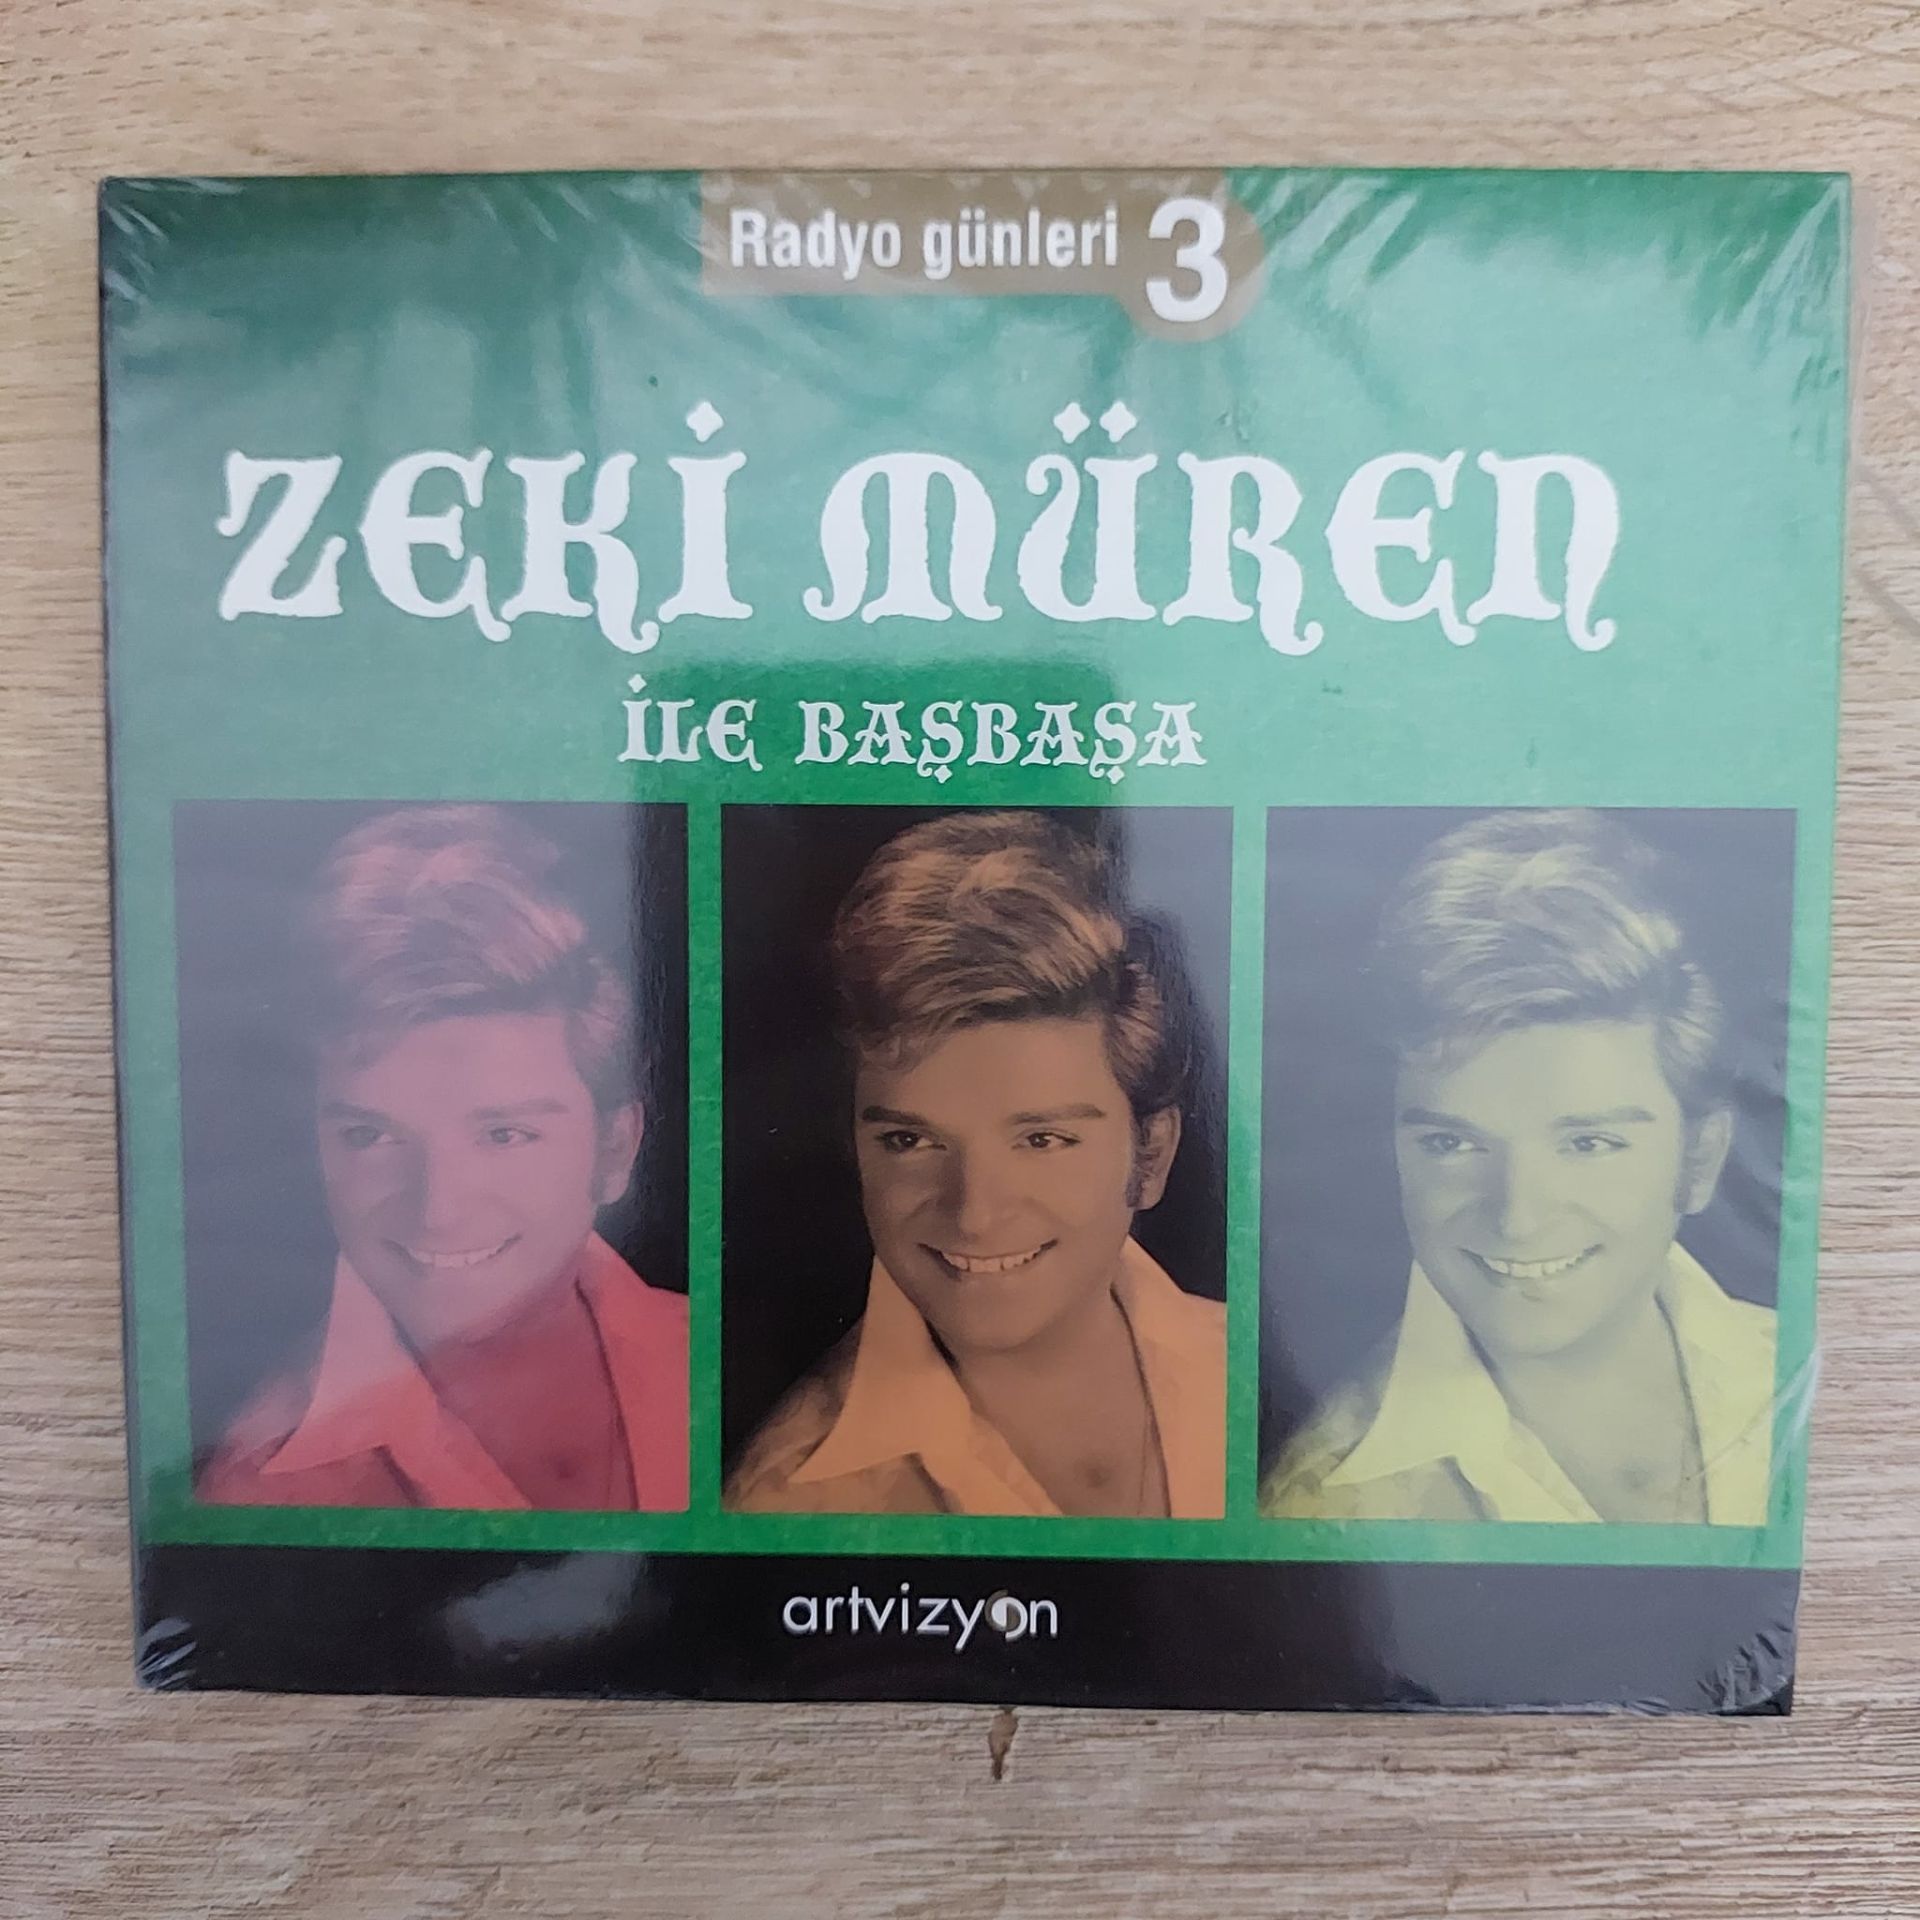 Radyo günleri 3
ZEKİ MÜREN
İLE BAŞBAŞA
artvizyon